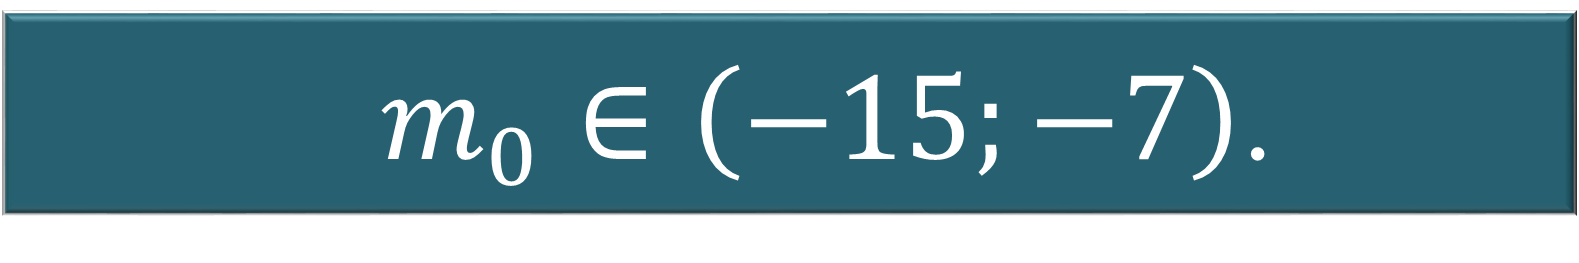 m₀ ∈ (−15; −7).